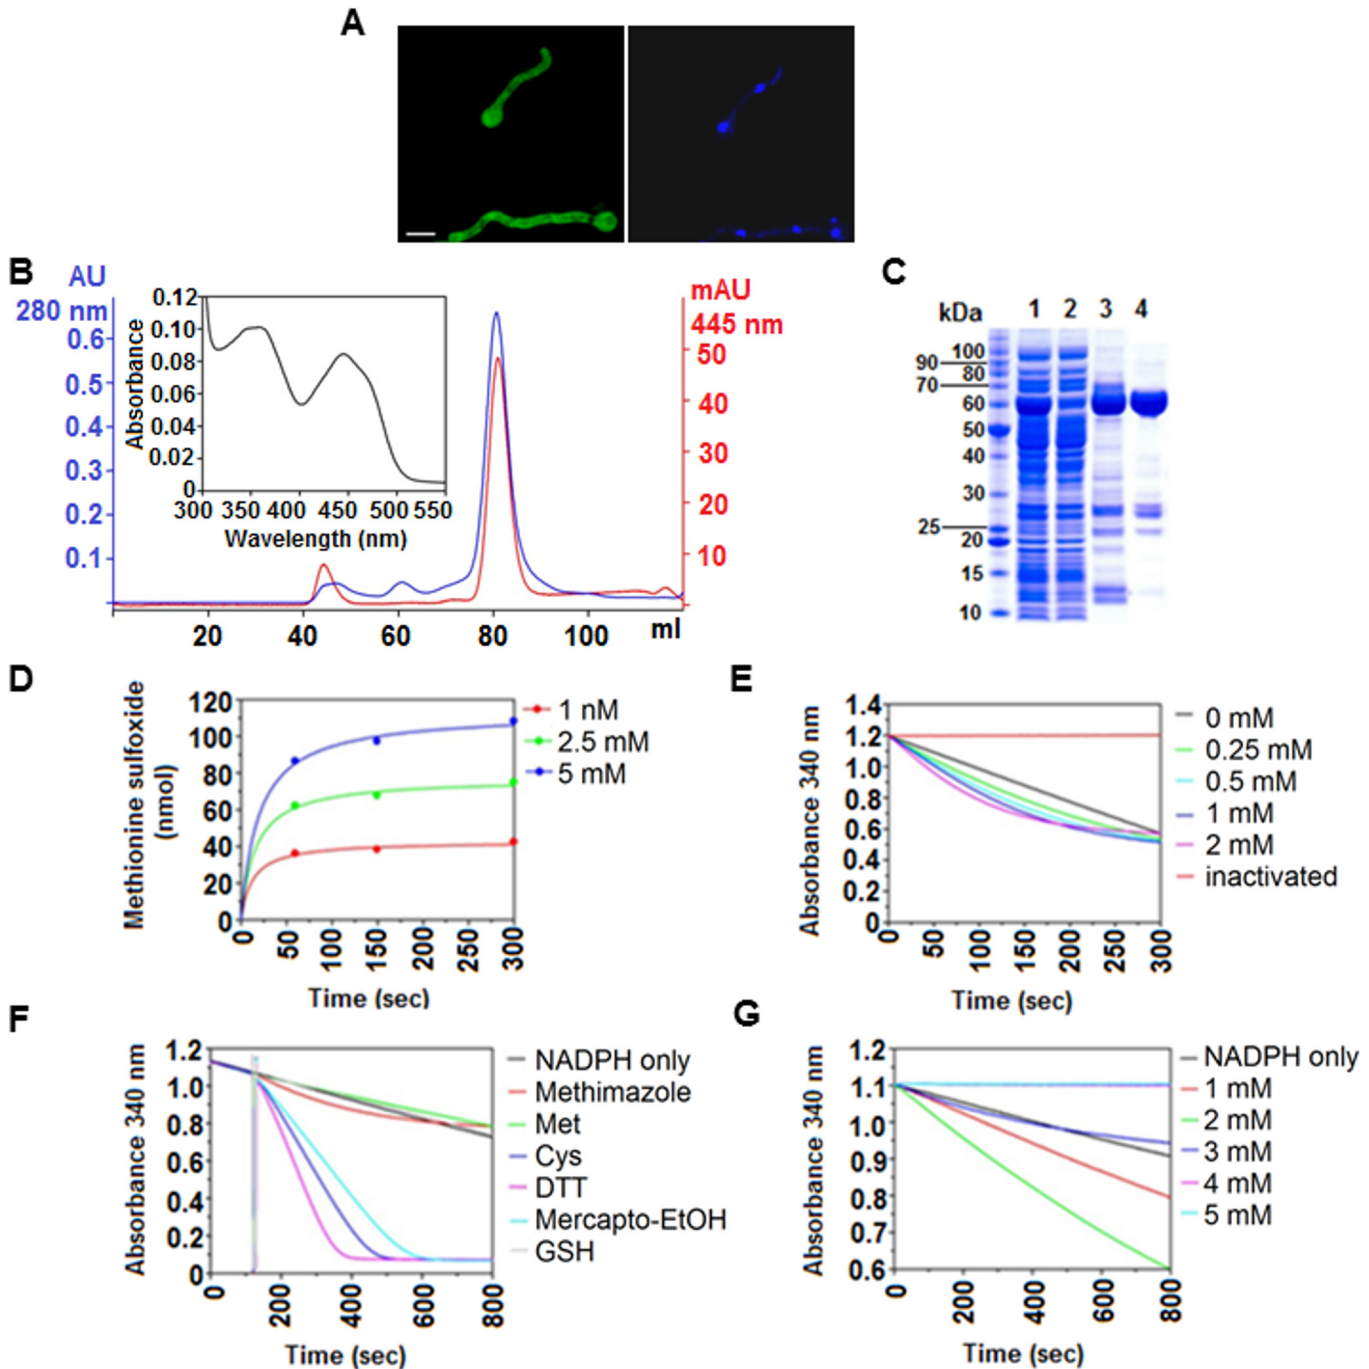 A
B
AU
280 nm
0.6
0.5
0.4
0.3
0.2
0.1
20
40
60
80
100
ml
mAU
445 nm
50
40
30
20
10
Absorbance
0.12
0.10
0.08
0.06
0.04
0.02
0
300 350 400 450 500 550
Wavelength (nm)
C
kDa 1 2 3 4
100
90
80
70
60
50
40
30
25
20
15
10
D
Methionine sulfoxide
(nmol)
120
100
80
60
40
20
0
0 50 100 150 200 250 300
Time (sec)
1 nM
2.5 mM
5 mM
E
Absorbance 340 nm
1.4
1.2
1.0
0.8
0.6
0.4
0.2
0
0 50 100 150 200 250 300
Time (sec)
0 mM
0.25 mM
0.5 mM
1 mM
2 mM
inactivated
F
Absorbance 340 nm
1.2
1.0
0.8
0.6
0.4
0.2
0
0 200 400 600 800
Time (sec)
NADPH only
Methimazole
Met
Cys
DTT
Mercapto-EtOH
GSH
G
Absorbance 340 nm
1.2
1.1
1.0
0.9
0.8
0.7
0.6
0 200 400 600 800
Time (sec)
NADPH only
1 mM
2 mM
3 mM
4 mM
5 mM